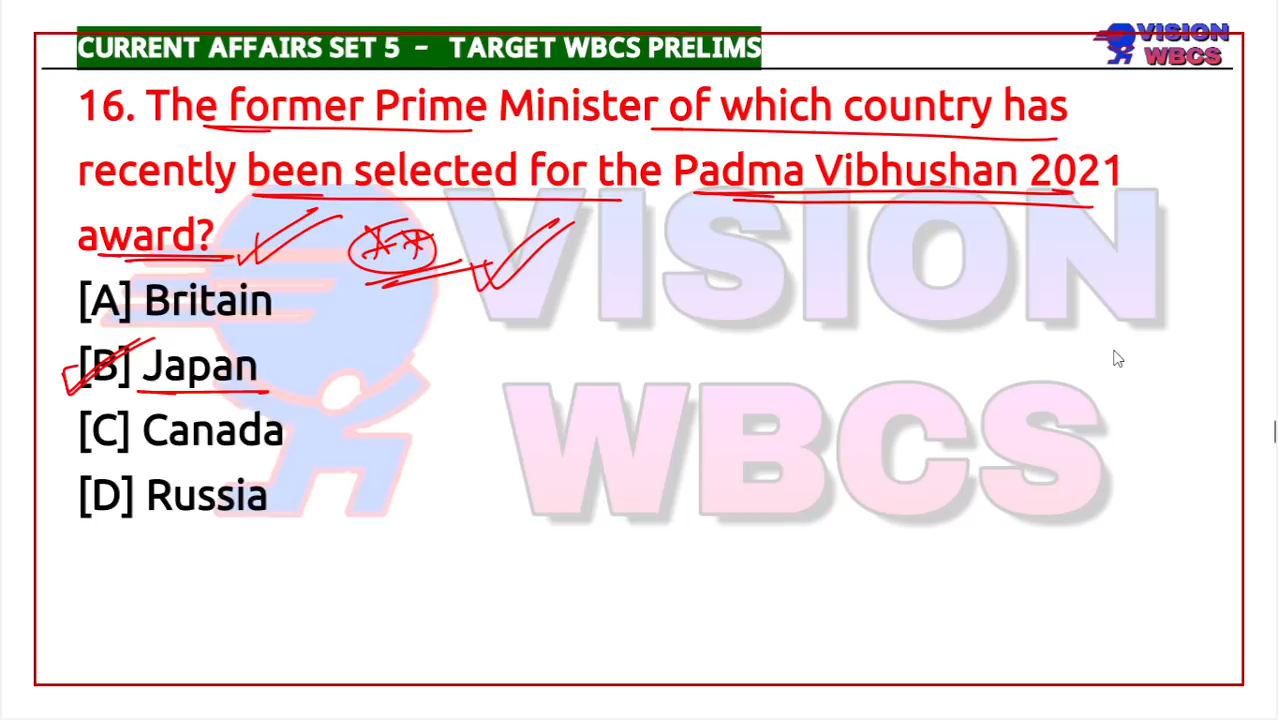 CURRENT AFFAIRS SET 5 - TARGET WBCS PRELIMS
VISION
WBCS
16. The former Prime Minister of which country has
recently been selected for the Padma Vibhushan 2021
award?
[A] Britain
[B] Japan
[C] Canada
[D] Russia
VISION
WBCS